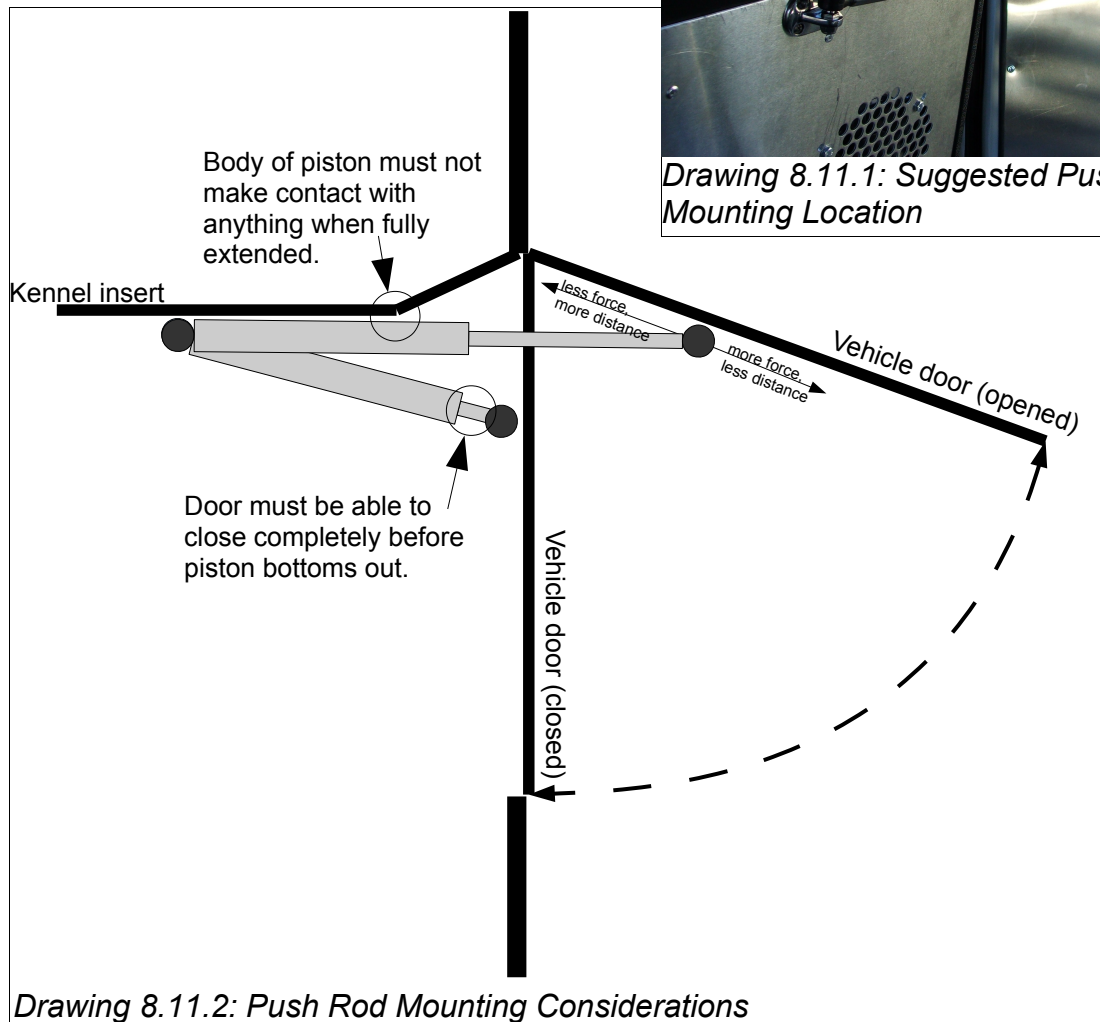 Drawing 8.11.1: Suggested
Mounting Location
Body of piston must not
make contact with
anything when fully
extended.
Kennel insert
less force,
more distance
more force,
less distance
Vehicle door (opened)
Door must be able to
close completely before
piston bottoms out.
Vehicle door (closed)
Drawing 8.11.2: Push Rod Mounting Considerations